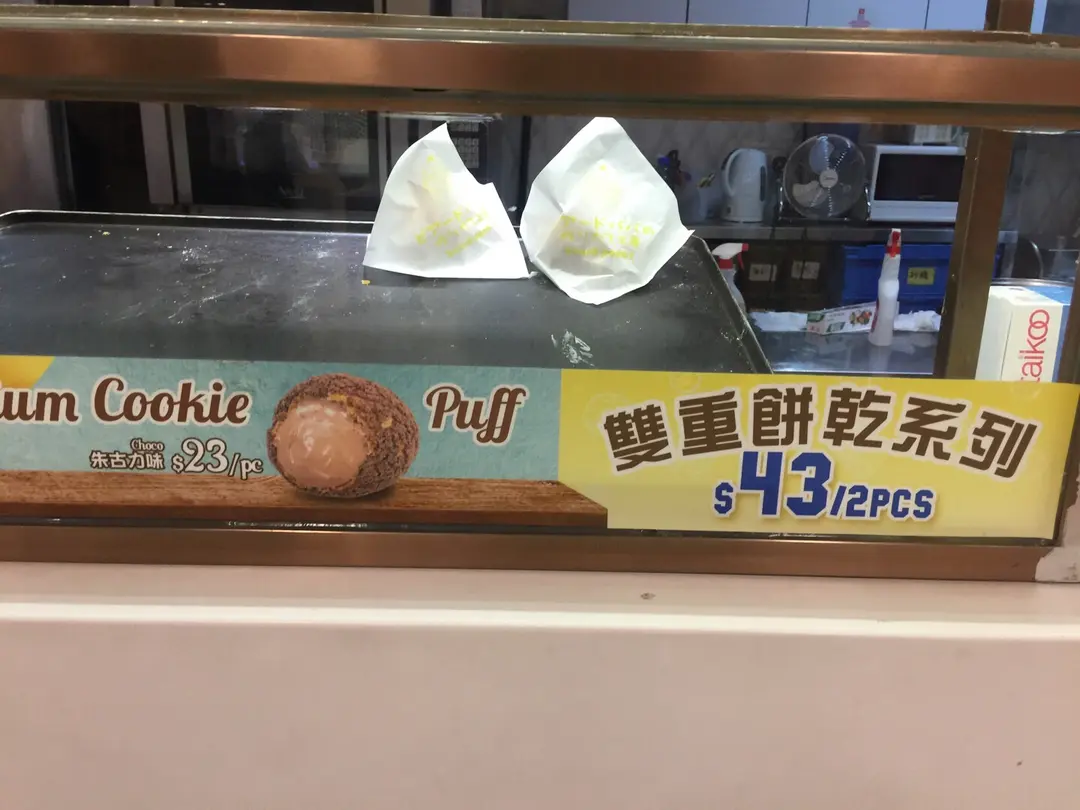 um Cookie
Puff
Choco
朱古力味 $23/pc
雙重餅乾系列
$43/2PCS
taikoo